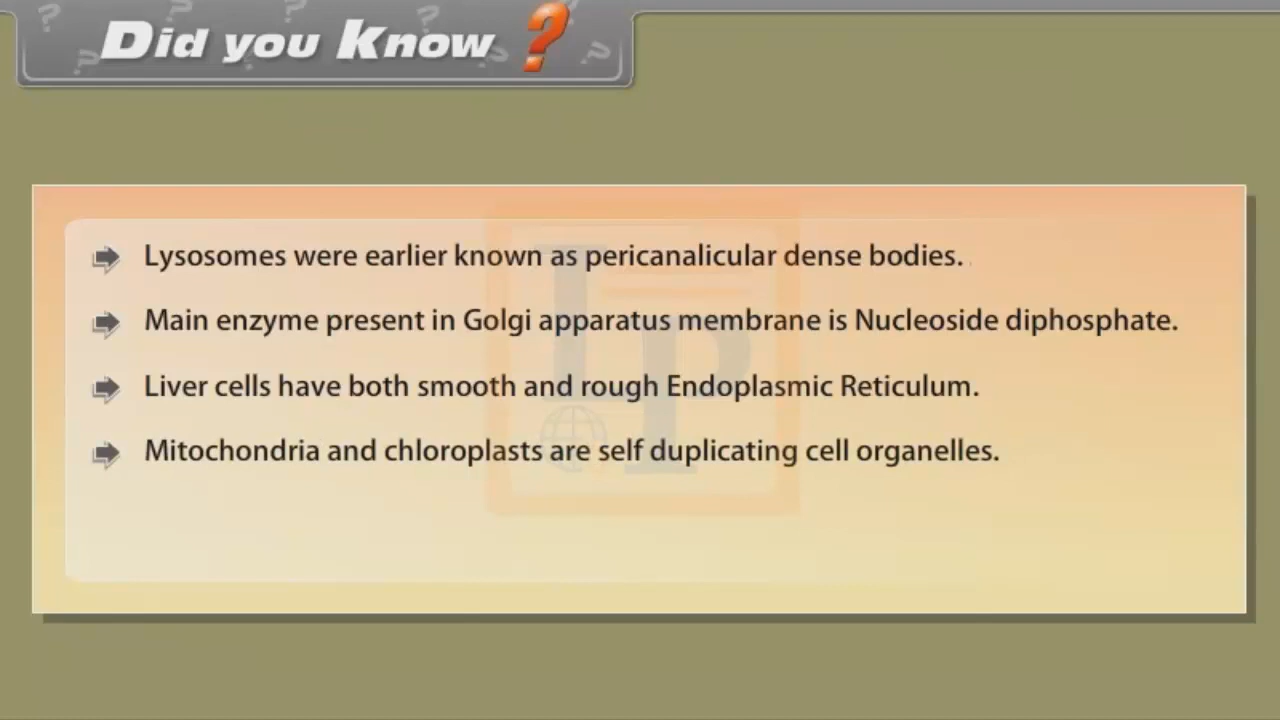 Did you Know ?
Lysosomes were earlier known as pericanalicular dense bodies.
Main enzyme present in Golgi apparatus membrane is Nucleoside diphosphate.
Liver cells have both smooth and rough Endoplasmic Reticulum.
Mitochondria and chloroplasts are self duplicating cell organelles.